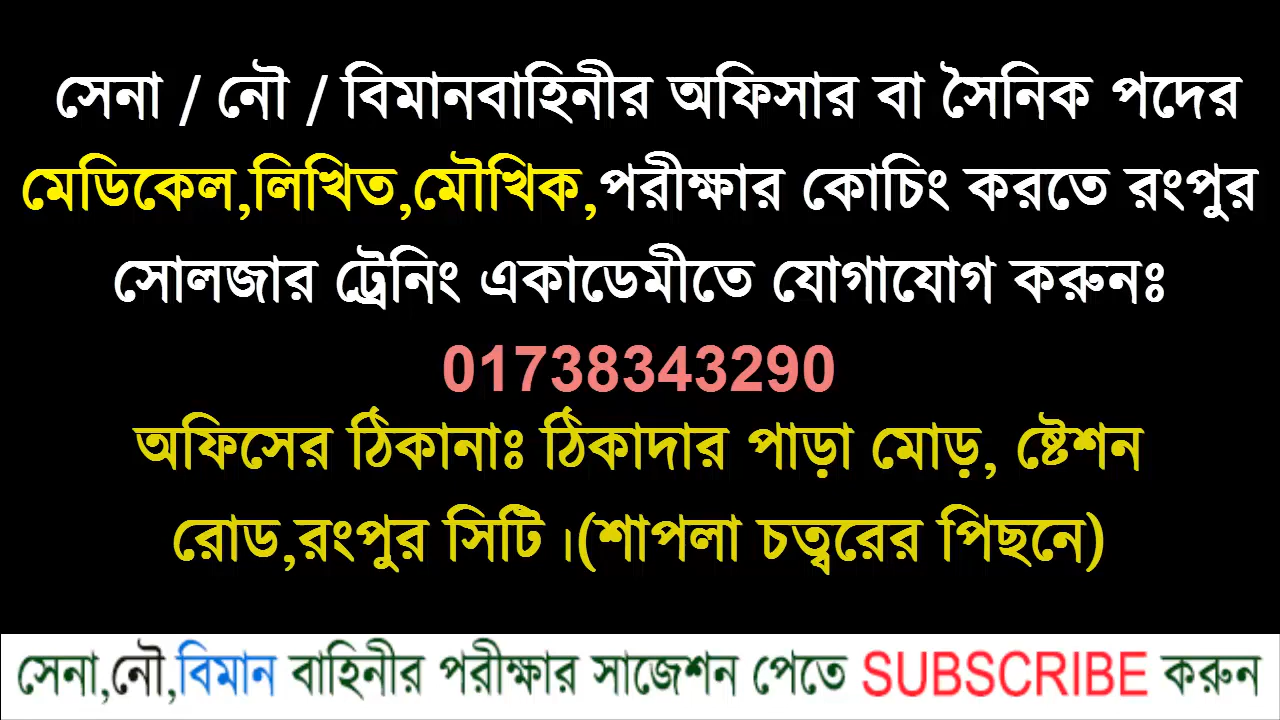 সেনা / নৌ / বিমানবাহিনীর অফিসার বা সৈনিক পদের
মেডিকেল,লিখিত,মৌখিক,পরীক্ষার কোচিং করতে রংপুর
সোলজার ট্রেনিং একাডেমীতে যোগাযোগ করুনঃ
01738343290
অফিসের ঠিকানাঃ ঠিকাদার পাড়া মোড়, ষ্টেশন
রোড,রংপুর সিটি।(শাপলা চত্বরের পিছনে)
সেনা,নৌ,বিমান বাহিনীর পরীক্ষার সাজেশন পেতে SUBSCRIBE করুন